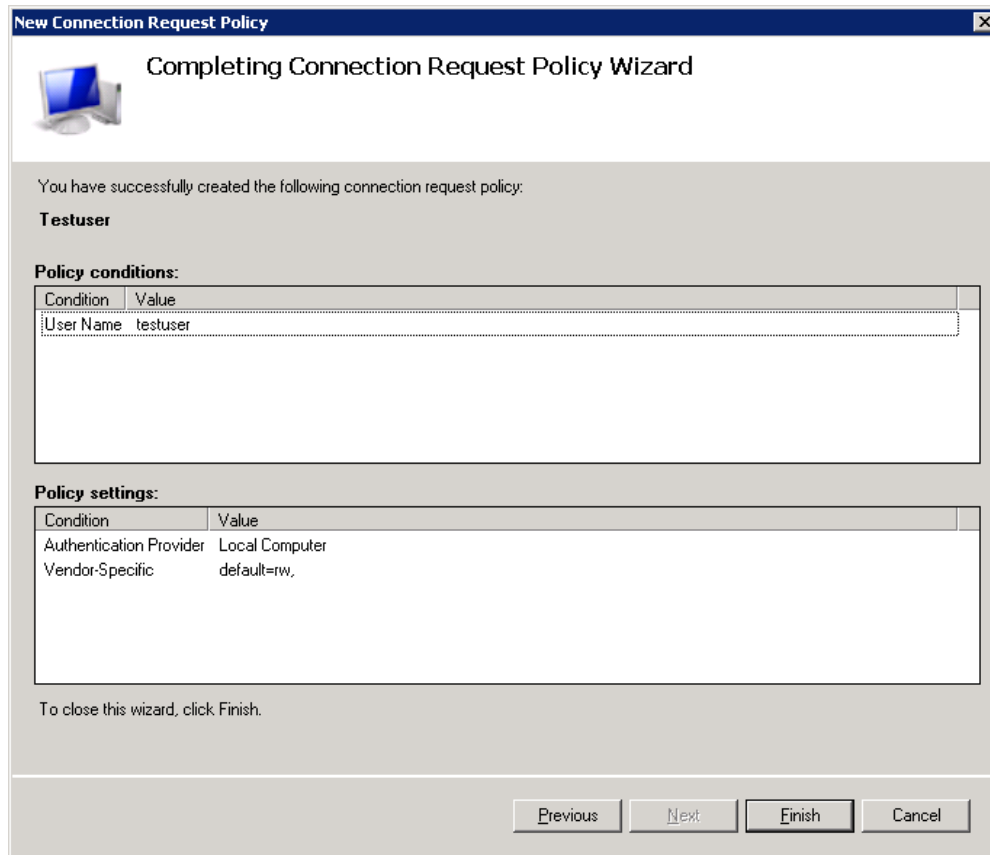 New Connection Request Policy
Completing Connection Request Policy Wizard
You have successfully created the following connection request policy:
Testuser
Policy conditions:
Condition Value
User Name testuser
Policy settings:
Condition Value
Authentication Provider Local Computer
Vendor-Specific default=rw,
To close this wizard, click Finish.
Previous Next Finish Cancel